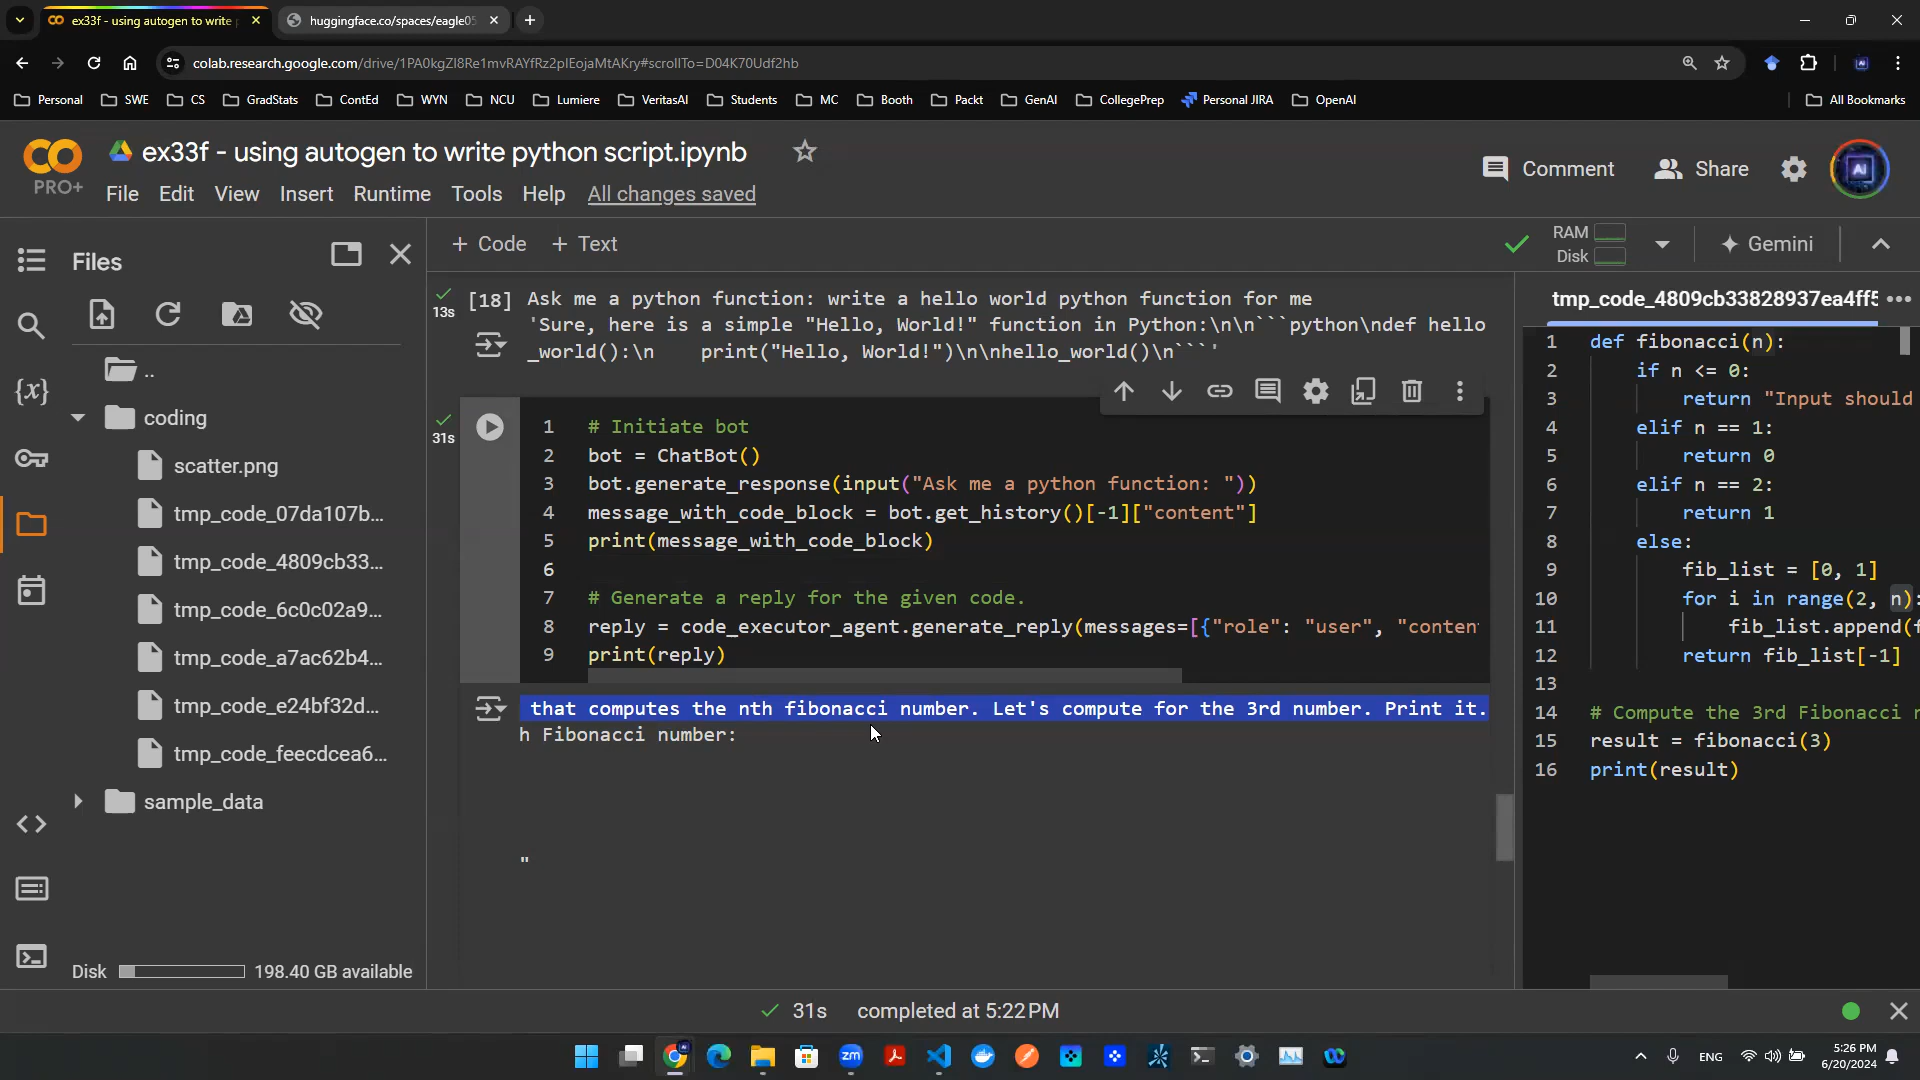 ex33f - using autogen to write
huggingface.co/spaces/eagle05
colab.research.google.com/drive/1PA0kgZI8Re1mvRAYfRz2pIEojaMtAKry#scrollTo=D04K70Udf2hb
Personal
SWE
CS
GradStats
ContEd
WYN
NCU
Lumiere
VeritasAI
Students
MC
Booth
Packt
GenAI
CollegePrep
Personal JIRA
OpenAI
All Bookmarks
CO
PRO+
ex33f - using autogen to write python script.ipynb
File Edit View Insert Runtime Tools Help All changes saved
Comment
Share
AI
Files
+ Code + Text
RAM
Disk
Gemini
..
coding
scatter.png
tmp_code_07da107b...
tmp_code_4809cb33...
tmp_code_6c0c02a9...
tmp_code_a7ac62b4...
tmp_code_e24bf32d...
tmp_code_feecdcea6...
sample_data
Disk 198.40 GB available
13s
[18] Ask me a python function: write a hello world python function for me
'Sure, here is a simple "Hello, World!" function in Python:\n\n```python\ndef hello
_world():\n    print("Hello, World!")\n\nhello_world()\n```'
31s
1 # Initiate bot
2 bot = ChatBot()
3 bot.generate_response(input("Ask me a python function: "))
4 message_with_code_block = bot.get_history()[-1]["content"]
5 print(message_with_code_block)
6
7 # Generate a reply for the given code.
8 reply = code_executor_agent.generate_reply(messages=[{"role": "user", "conten
9 print(reply)
that computes the nth fibonacci number. Let's compute for the 3rd number. Print it.
h Fibonacci number:
"
tmp_code_4809cb33828937ea4ff5
1 def fibonacci(n):
2     if n <= 0:
3         return "Input should
4     elif n == 1:
5         return 0
6     elif n == 2:
7         return 1
8     else:
9         fib_list = [0, 1]
10         for i in range(2, n):
11             fib_list.append(f
12         return fib_list[-1]
13
14 # Compute the 3rd Fibonacci
15 result = fibonacci(3)
16 print(result)
31s completed at 5:22 PM
ENG
5:26 PM
6/20/2024